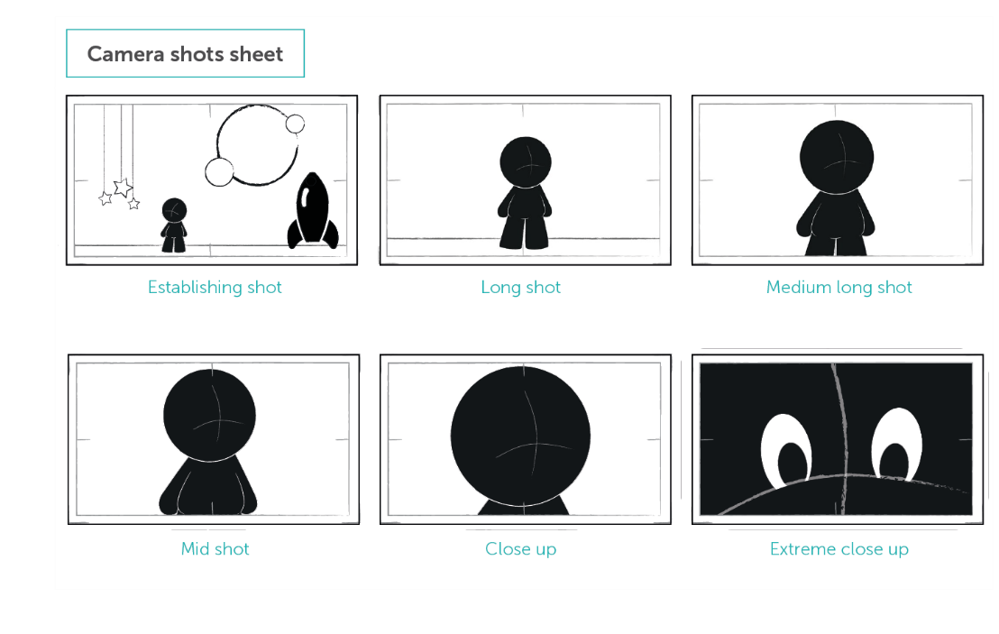 Camera shots sheet
Establishing shot
Long shot
Medium long shot
Mid shot
Close up
Extreme close up